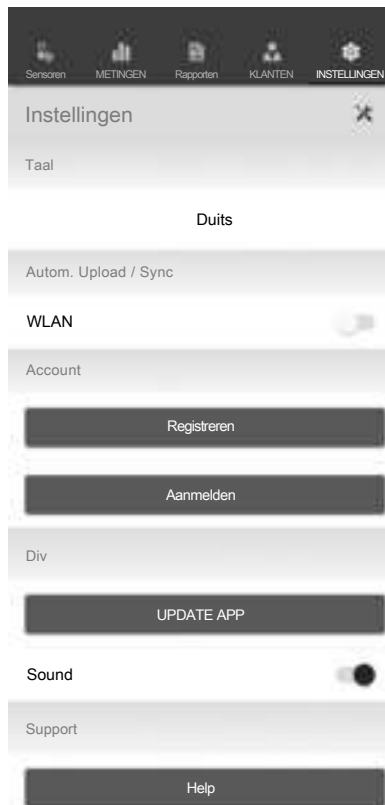 Sensoren METINGEN Rapporten KLANTEN INSTELLINGEN
Instellingen
Taal
Duits
Autom. Upload / Sync
WLAN
Account
Registreren
Aanmelden
Div
UPDATE APP
Sound
Support
Help